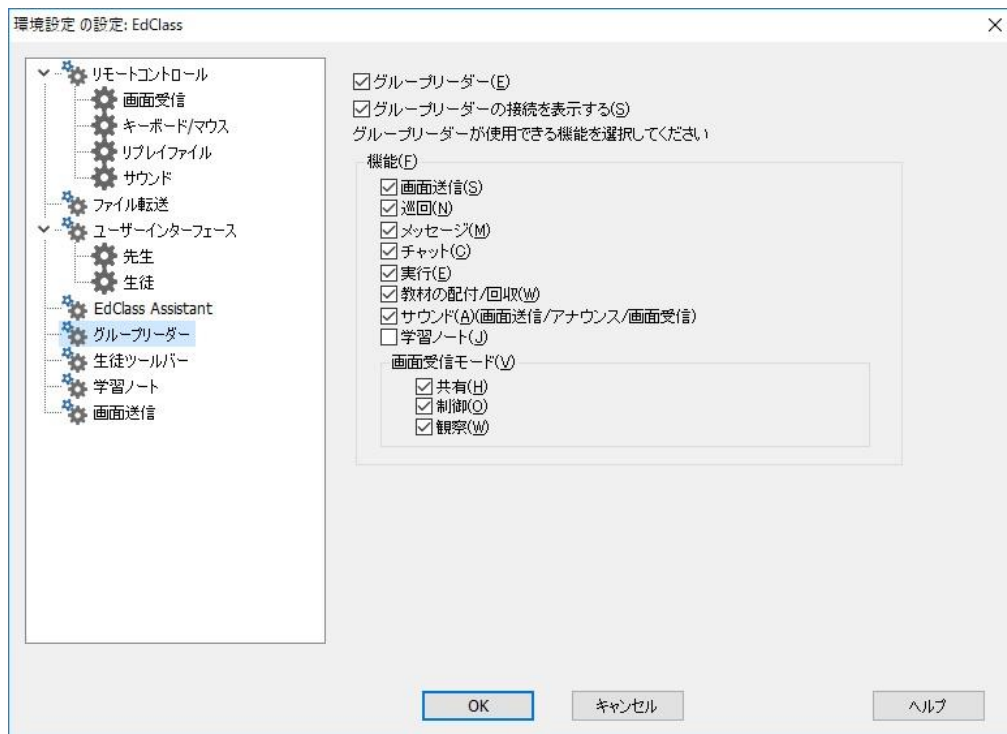 環境設定 の設定: EdClass
リモートコントロール
画面受信
キーボード/マウス
リプレイファイル
サウンド
ファイル転送
ユーザーインターフェース
先生
生徒
EdClass Assistant
グループリーダー
生徒ツールバー
学習ノート
画面送信
グループリーダー(E)
グループリーダーの接続を表示する(S)
グループリーダーが使用できる機能を選択してください
機能(F)
画面送信(S)
巡回(N)
メッセージ(M)
チャット(C)
実行(E)
教材の配付/回収(W)
サウンド(A)(画面送信/アナウンス/画面受信)
学習ノート(J)
画面受信モード(V)
共有(H)
制御(O)
観察(W)
OK
キャンセル
ヘルプ